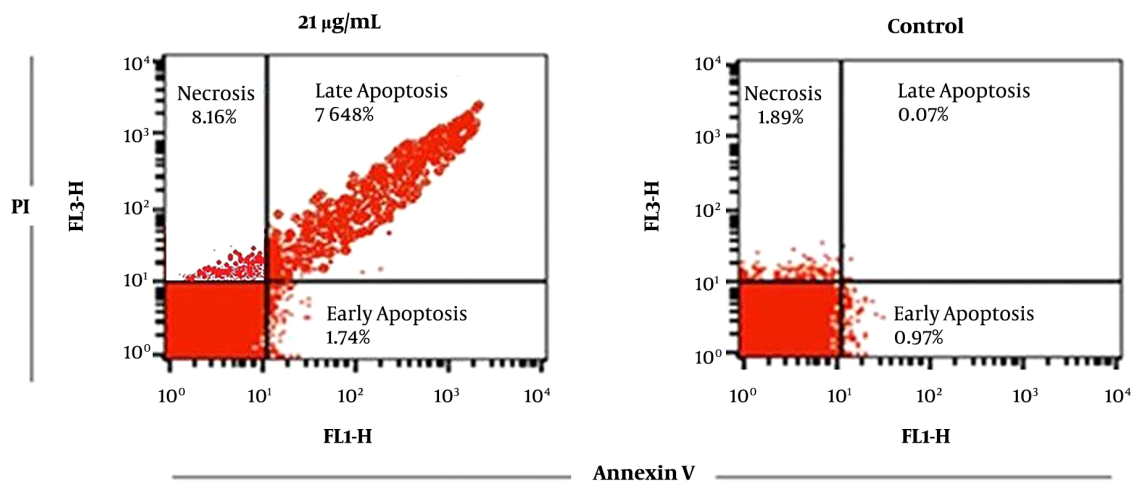 21 μg/mL
Control
10⁴
Necrosis
8.16%
Late Apoptosis
7 648%
10³
PI
FL3-H
10²
10¹
Early Apoptosis
1.74%
10⁰
10⁰ 10¹ 10² 10³ 10⁴
FL1-H
10⁴
Necrosis
1.89%
Late Apoptosis
0.07%
10³
FL3-H
10²
10¹
Early Apoptosis
0.97%
10⁰
10⁰ 10¹ 10² 10³ 10⁴
FL1-H
Annexin V